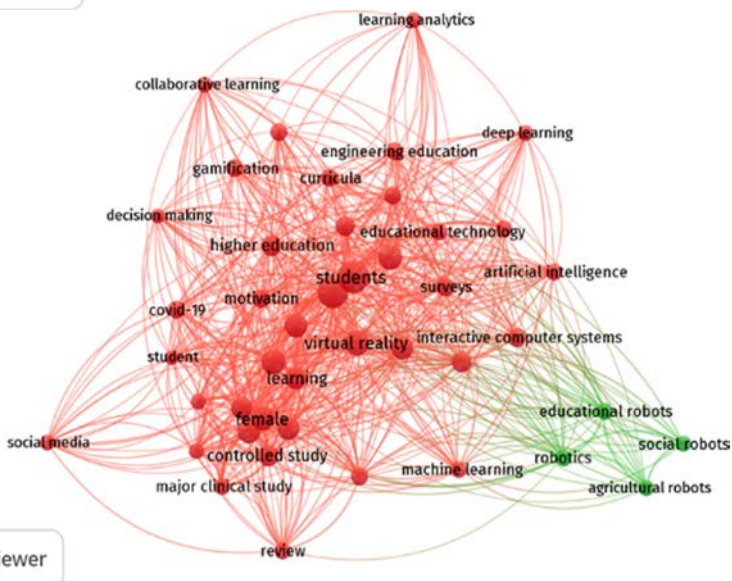 learning analytics
collaborative learning
deep learning
engineering education
gamification
curricula
decision making
educational technology
higher education
artificial intelligence
students
surveys
motivation
covid-19
interactive computer systems
virtual reality
student
learning
educational robots
female
social media
social robots
controlled study
robotics
machine learning
major clinical study
agricultural robots
review